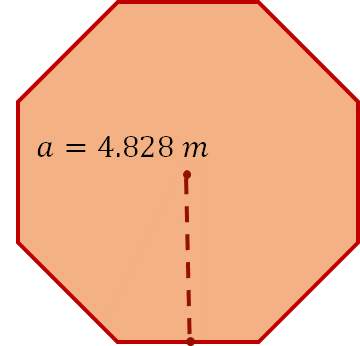 a = 4.828 m